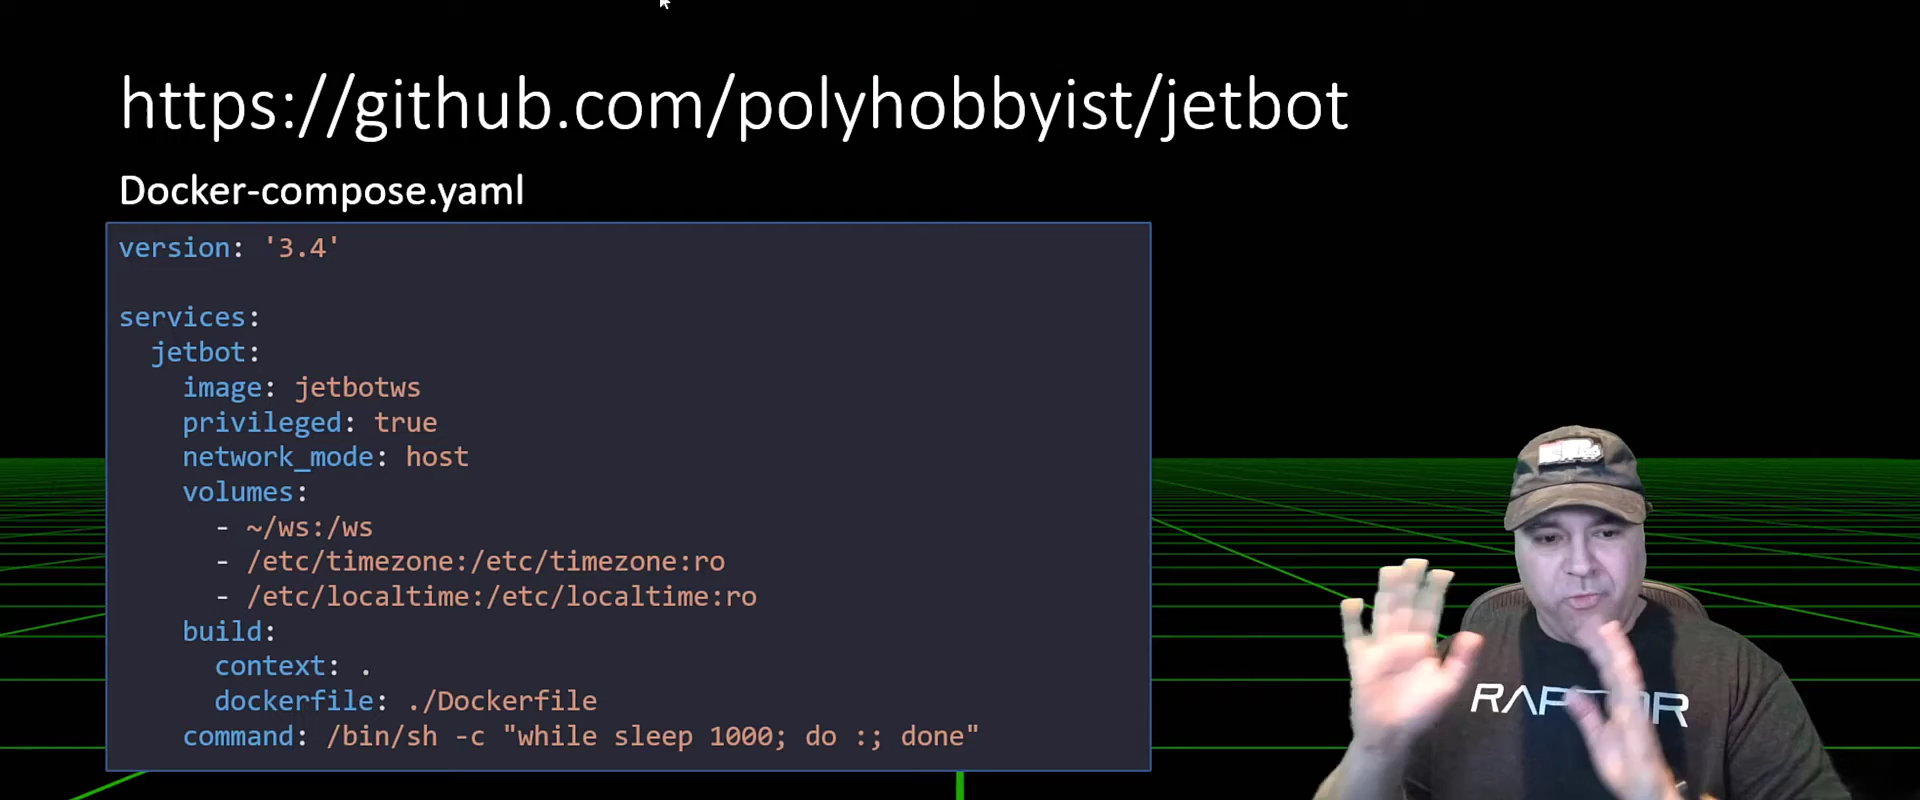 https://github.com/polyhobbyist/jetbot
Docker-compose.yaml
version: '3.4'
services:
  jetbot:
    image: jetbotws
    privileged: true
    network_mode: host
    volumes:
      - ~/ws:/ws
      - /etc/timezone:/etc/timezone:ro
      - /etc/localtime:/etc/localtime:ro
    build:
      context: .
      dockerfile: ./Dockerfile
    command: /bin/sh -c "while sleep 1000; do :; done"
RAPTOR